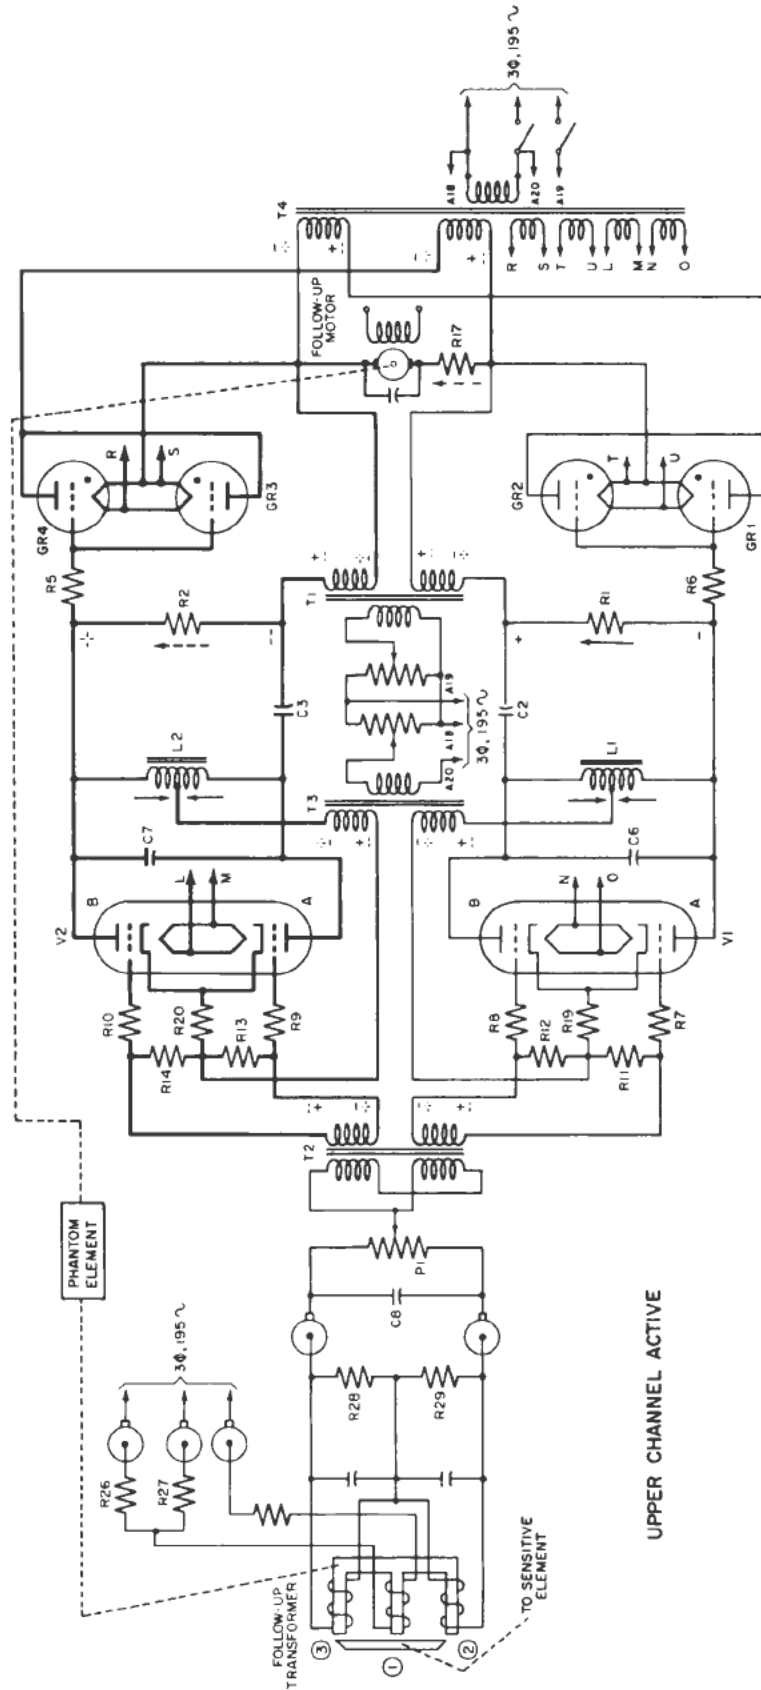 3Φ, 195 ~
A18
A20
A19
T4
R
S
T
U
L
M
N
O
FOLLOW-UP
MOTOR
R17
R
S
GR4
GR3
T
U
GR2
GR1
R5
R2
R6
R1
T1
C3
C2
A19
A18
A20
3Φ, 195 ~
L2
L1
T3
C7
C6
L
M
B
A
V2
N
O
B
A
V1
R10
R20
R13
R9
R14
R8
R12
R19
R7
R11
T2
P1
C8
PHANTOM
ELEMENT
3Φ, 195 ~
R26
R27
R28
R29
FOLLOW-UP
TRANSFORMER
3
1
2
TO SENSITIVE
ELEMENT
UPPER CHANNEL ACTIVE